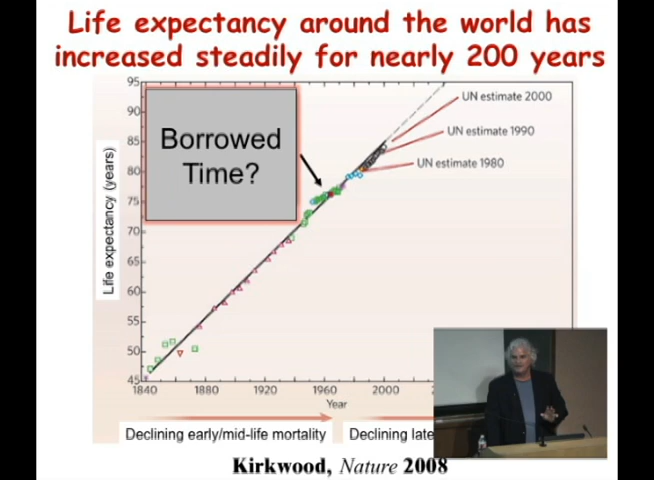 Life expectancy around the world has
increased steadily for nearly 200 years
95
90
85
80
75
70
65
60
55
50
45
Life expectancy (years)
Borrowed
Time?
UN estimate 2000
UN estimate 1990
UN estimate 1980
1840 1880 1920 1960 2000
Year
Declining early/mid-life mortality
Declining late
Kirkwood, Nature 2008